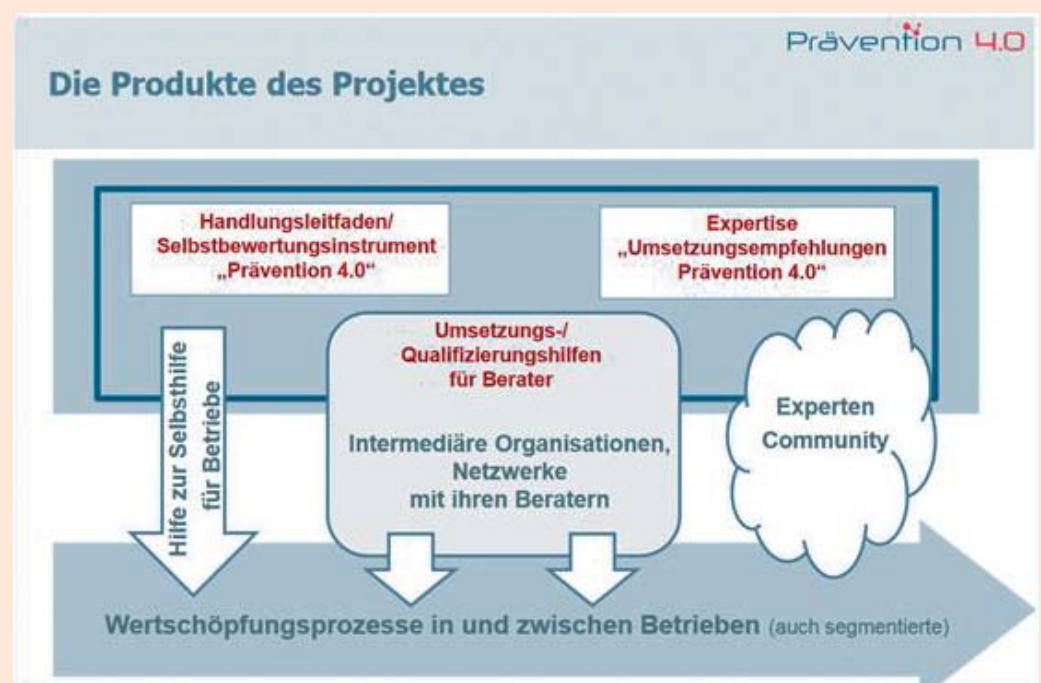 Prävention 4.0
Die Produkte des Projektes
Handlungsleitfaden/
Selbstbewertungsinstrument
„Prävention 4.0“
Expertise
„Umsetzungsempfehlungen
Prävention 4.0“
Hilfe zur Selbsthilfe
für Betriebe
Umsetzungs-/
Qualifizierungshilfen
für Berater
Intermediäre Organisationen,
Netzwerke
mit ihren Beratern
Experten
Community
Wertschöpfungsprozesse in und zwischen Betrieben (auch segmentierte)